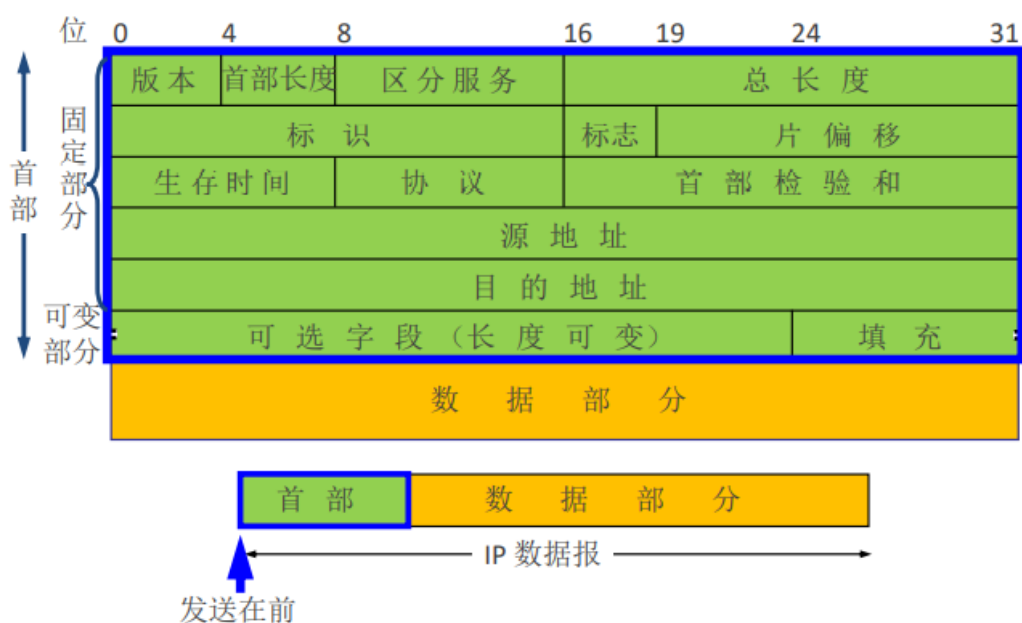 位 0 4 8 16 19 24 31
版本 首部长度 区分服务 总长度
标识 标志 片偏移
生存时间 协议 首部检验和
源地址
目的地址
可选字段（长度可变） 填充
数据部分
首部
固定部分
可变部分
首部 数据部分
IP 数据报
发送在前